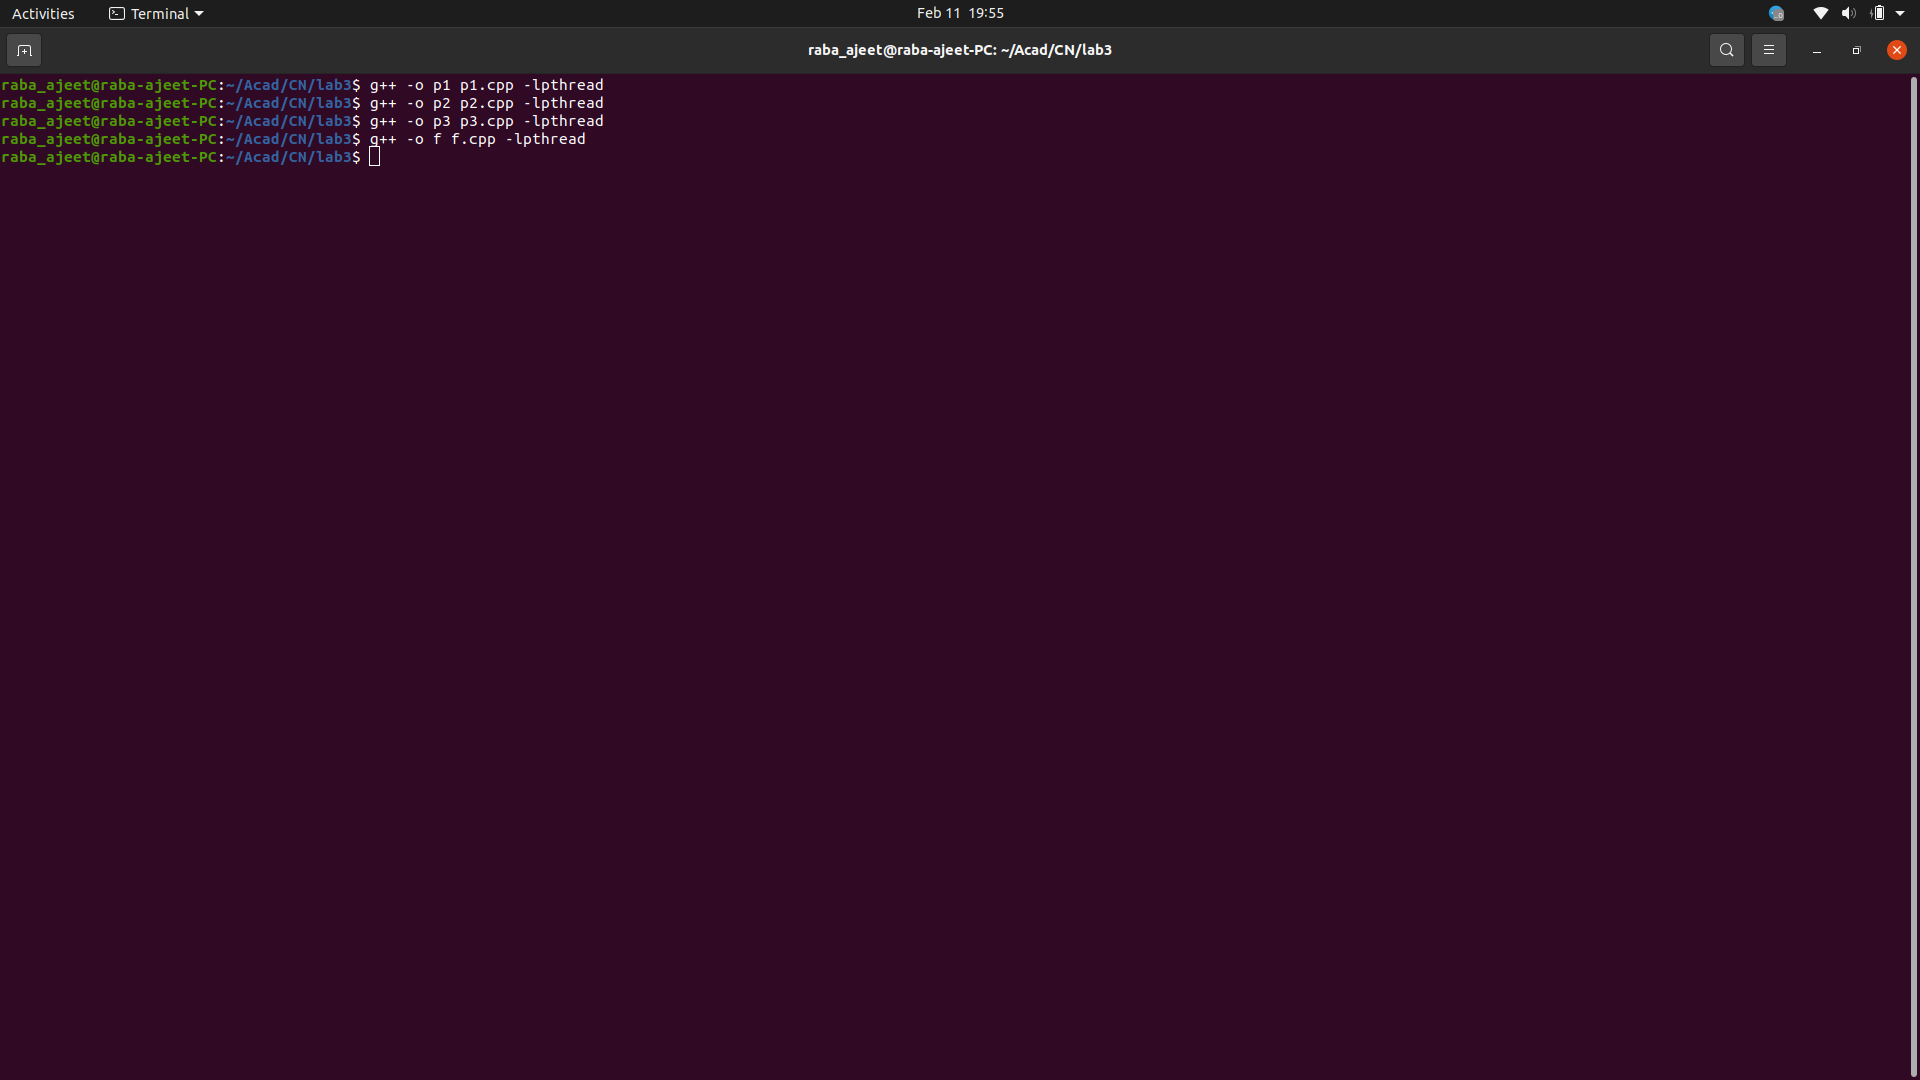 Activities Terminal Feb 11 19:55
raba_ajeet@raba-ajeet-PC: ~/Acad/CN/lab3
raba_ajeet@raba-ajeet-PC:~/Acad/CN/lab3$ g++ -o p1 p1.cpp -lpthread
raba_ajeet@raba-ajeet-PC:~/Acad/CN/lab3$ g++ -o p2 p2.cpp -lpthread
raba_ajeet@raba-ajeet-PC:~/Acad/CN/lab3$ g++ -o p3 p3.cpp -lpthread
raba_ajeet@raba-ajeet-PC:~/Acad/CN/lab3$ g++ -o f f.cpp -lpthread
raba_ajeet@raba-ajeet-PC:~/Acad/CN/lab3$